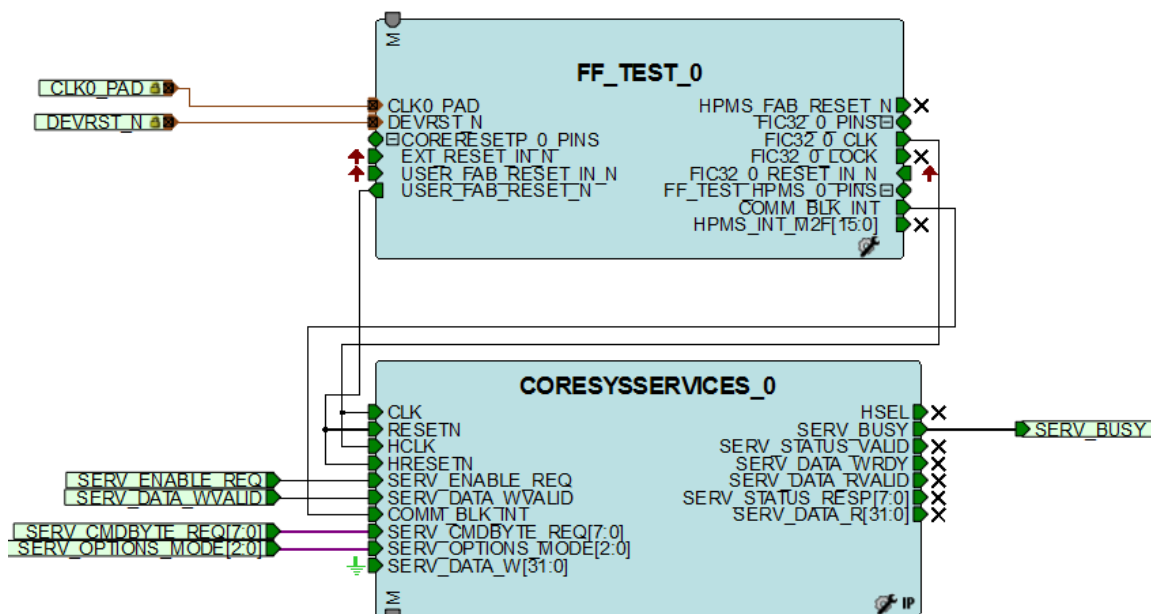 M
FF_TEST_0
CLK0_PAD
DEVRST_N
CLK0_PAD
DEVRST_N
CORERESETP_0_PINS
EXT_RESET_IN_N
USER_FAB_RESET_IN_N
USER_FAB_RESET_N
HPMS_FAB_RESET_N
FIC32_0_PINS
FIC32_0_CLK
FIC32_0_LOCK
FIC32_0_RESET_IN_N
FF_TEST_HPMS_0_PINS
COMM_BLK_INT
HPMS_INT_M2F[15:0]
CORESYSSERVICES_0
SERV_ENABLE_REQ
SERV_DATA_WVALID
SERV_CMDBYTE_REQ[7:0]
SERV_OPTIONS_MODE[2:0]
CLK
RESETN
HCLK
HRESETN
SERV_ENABLE_REQ
SERV_DATA_WVALID
COMM_BLK_INT
SERV_CMDBYTE_REQ[7:0]
SERV_OPTIONS_MODE[2:0]
SERV_DATA_W[31:0]
HSEL
SERV_BUSY
SERV_STATUS_VALID
SERV_DATA_WRDY
SERV_DATA_RVALID
SERV_STATUS_RESP[7:0]
SERV_DATA_R[31:0]
SERV_BUSY
M
IP